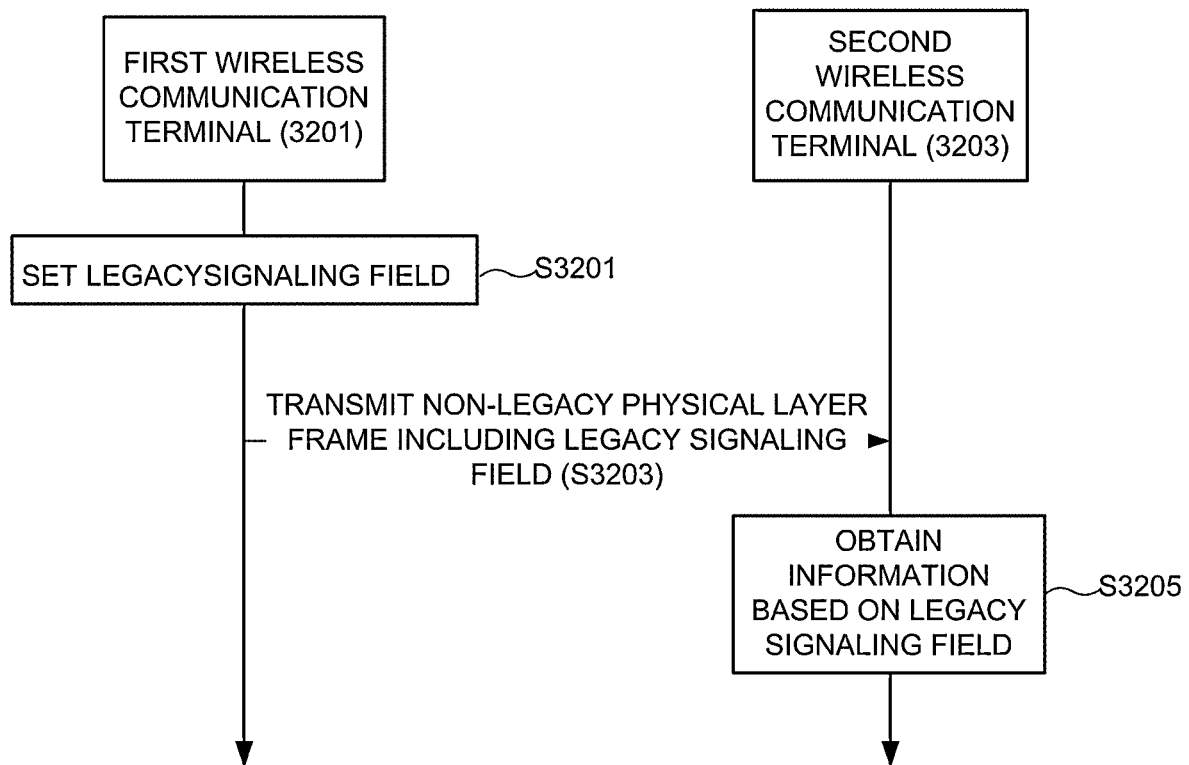 FIRST WIRELESS
COMMUNICATION
TERMINAL (3201)
SECOND
WIRELESS
COMMUNICATION
TERMINAL (3203)
SET LEGACYSIGNALING FIELD
S3201
TRANSMIT NON-LEGACY PHYSICAL LAYER
FRAME INCLUDING LEGACY SIGNALING
FIELD (S3203)
OBTAIN
INFORMATION
BASED ON LEGACY
SIGNALING FIELD
S3205